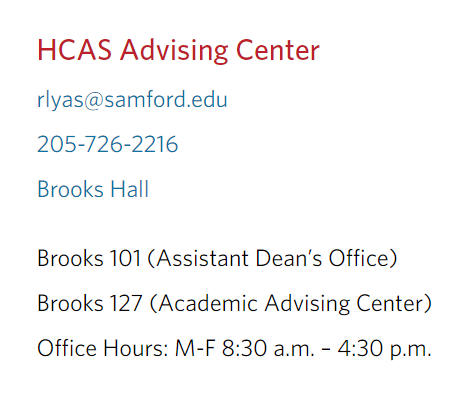 HCAS Advising Center
rlyas@samford.edu
205-726-2216
Brooks Hall
Brooks 101 (Assistant Dean’s Office)
Brooks 127 (Academic Advising Center)
Office Hours: M-F 8:30 a.m. – 4:30 p.m.